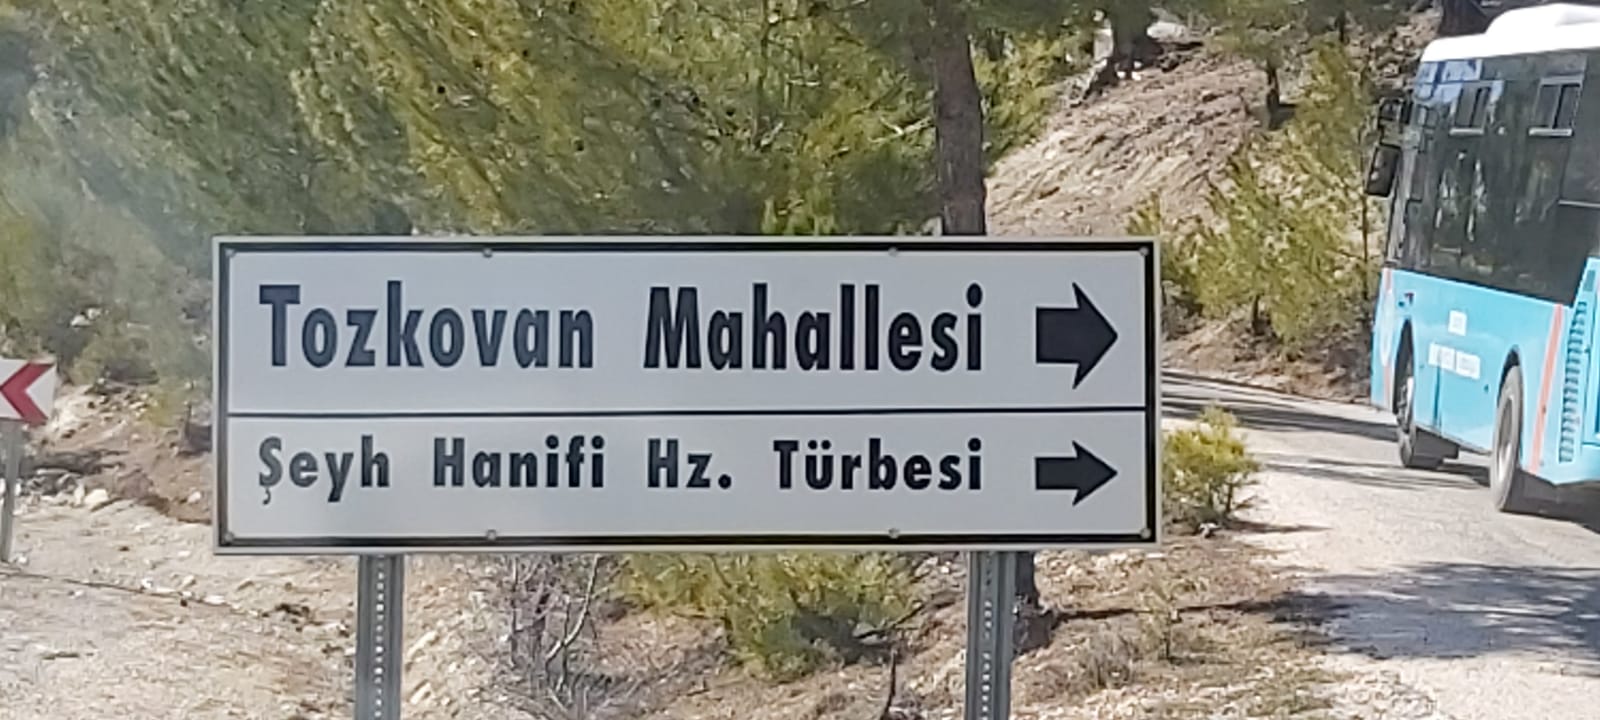 Tozkovan Mahallesi
Şeyh Hanifi Hz. Türbesi